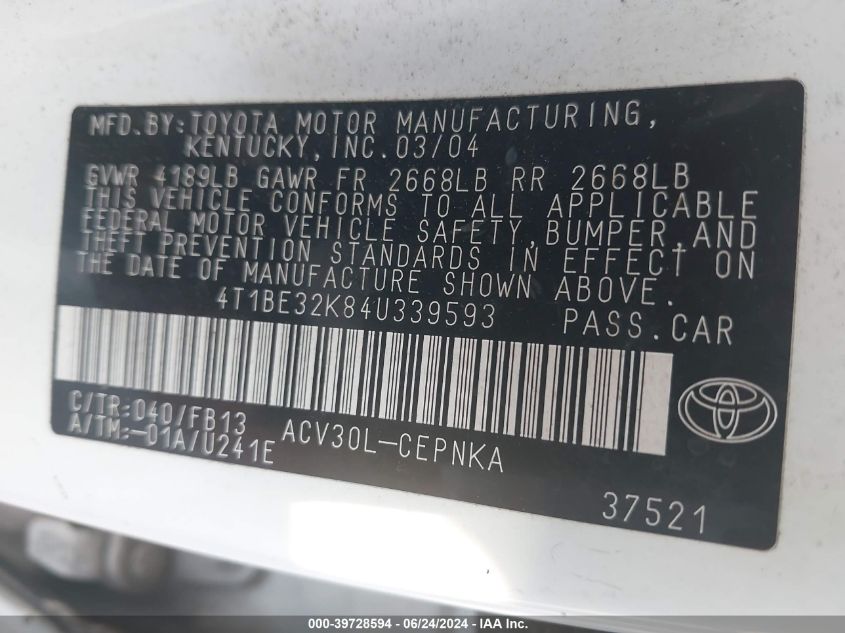 MFD.BY:TOYOTA MOTOR MANUFACTURING,
KENTUCKY,INC.03/04
GVWR 4189LB GAWR FR 2668LB RR 2668LB
THIS VEHICLE CONFORMS TO ALL APPLICABLE
FEDERAL MOTOR VEHICLE SAFETY,BUMPER,AND
THEFT PREVENTION STANDARDS IN EFFECT ON
THE DATE OF MANUFACTURE SHOWN ABOVE.
4T1BE32K84U339593 PASS.CAR
C/TR:040/FB13
A/TM:-01A/U241E
ACV30L-CEPNKA
37521
000-39728594 - 06/24/2024 - IAA Inc.